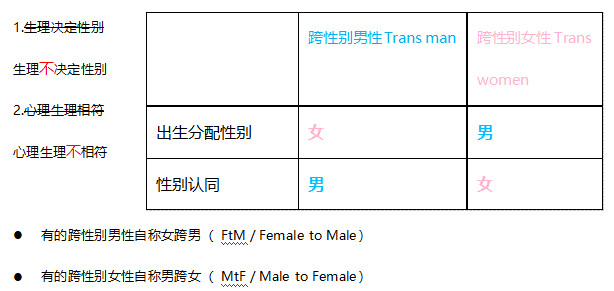 1.生理决定性别
生理不决定性别
2.心理生理相符
心理生理不相符
跨性别男性 Trans man
跨性别女性 Trans
women
出生分配性别 女 男
性别认同 男 女
● 有的跨性别男性自称女跨男（ FtM / Female to Male）
● 有的跨性别女性自称男跨女（ MtF / Male to Female）